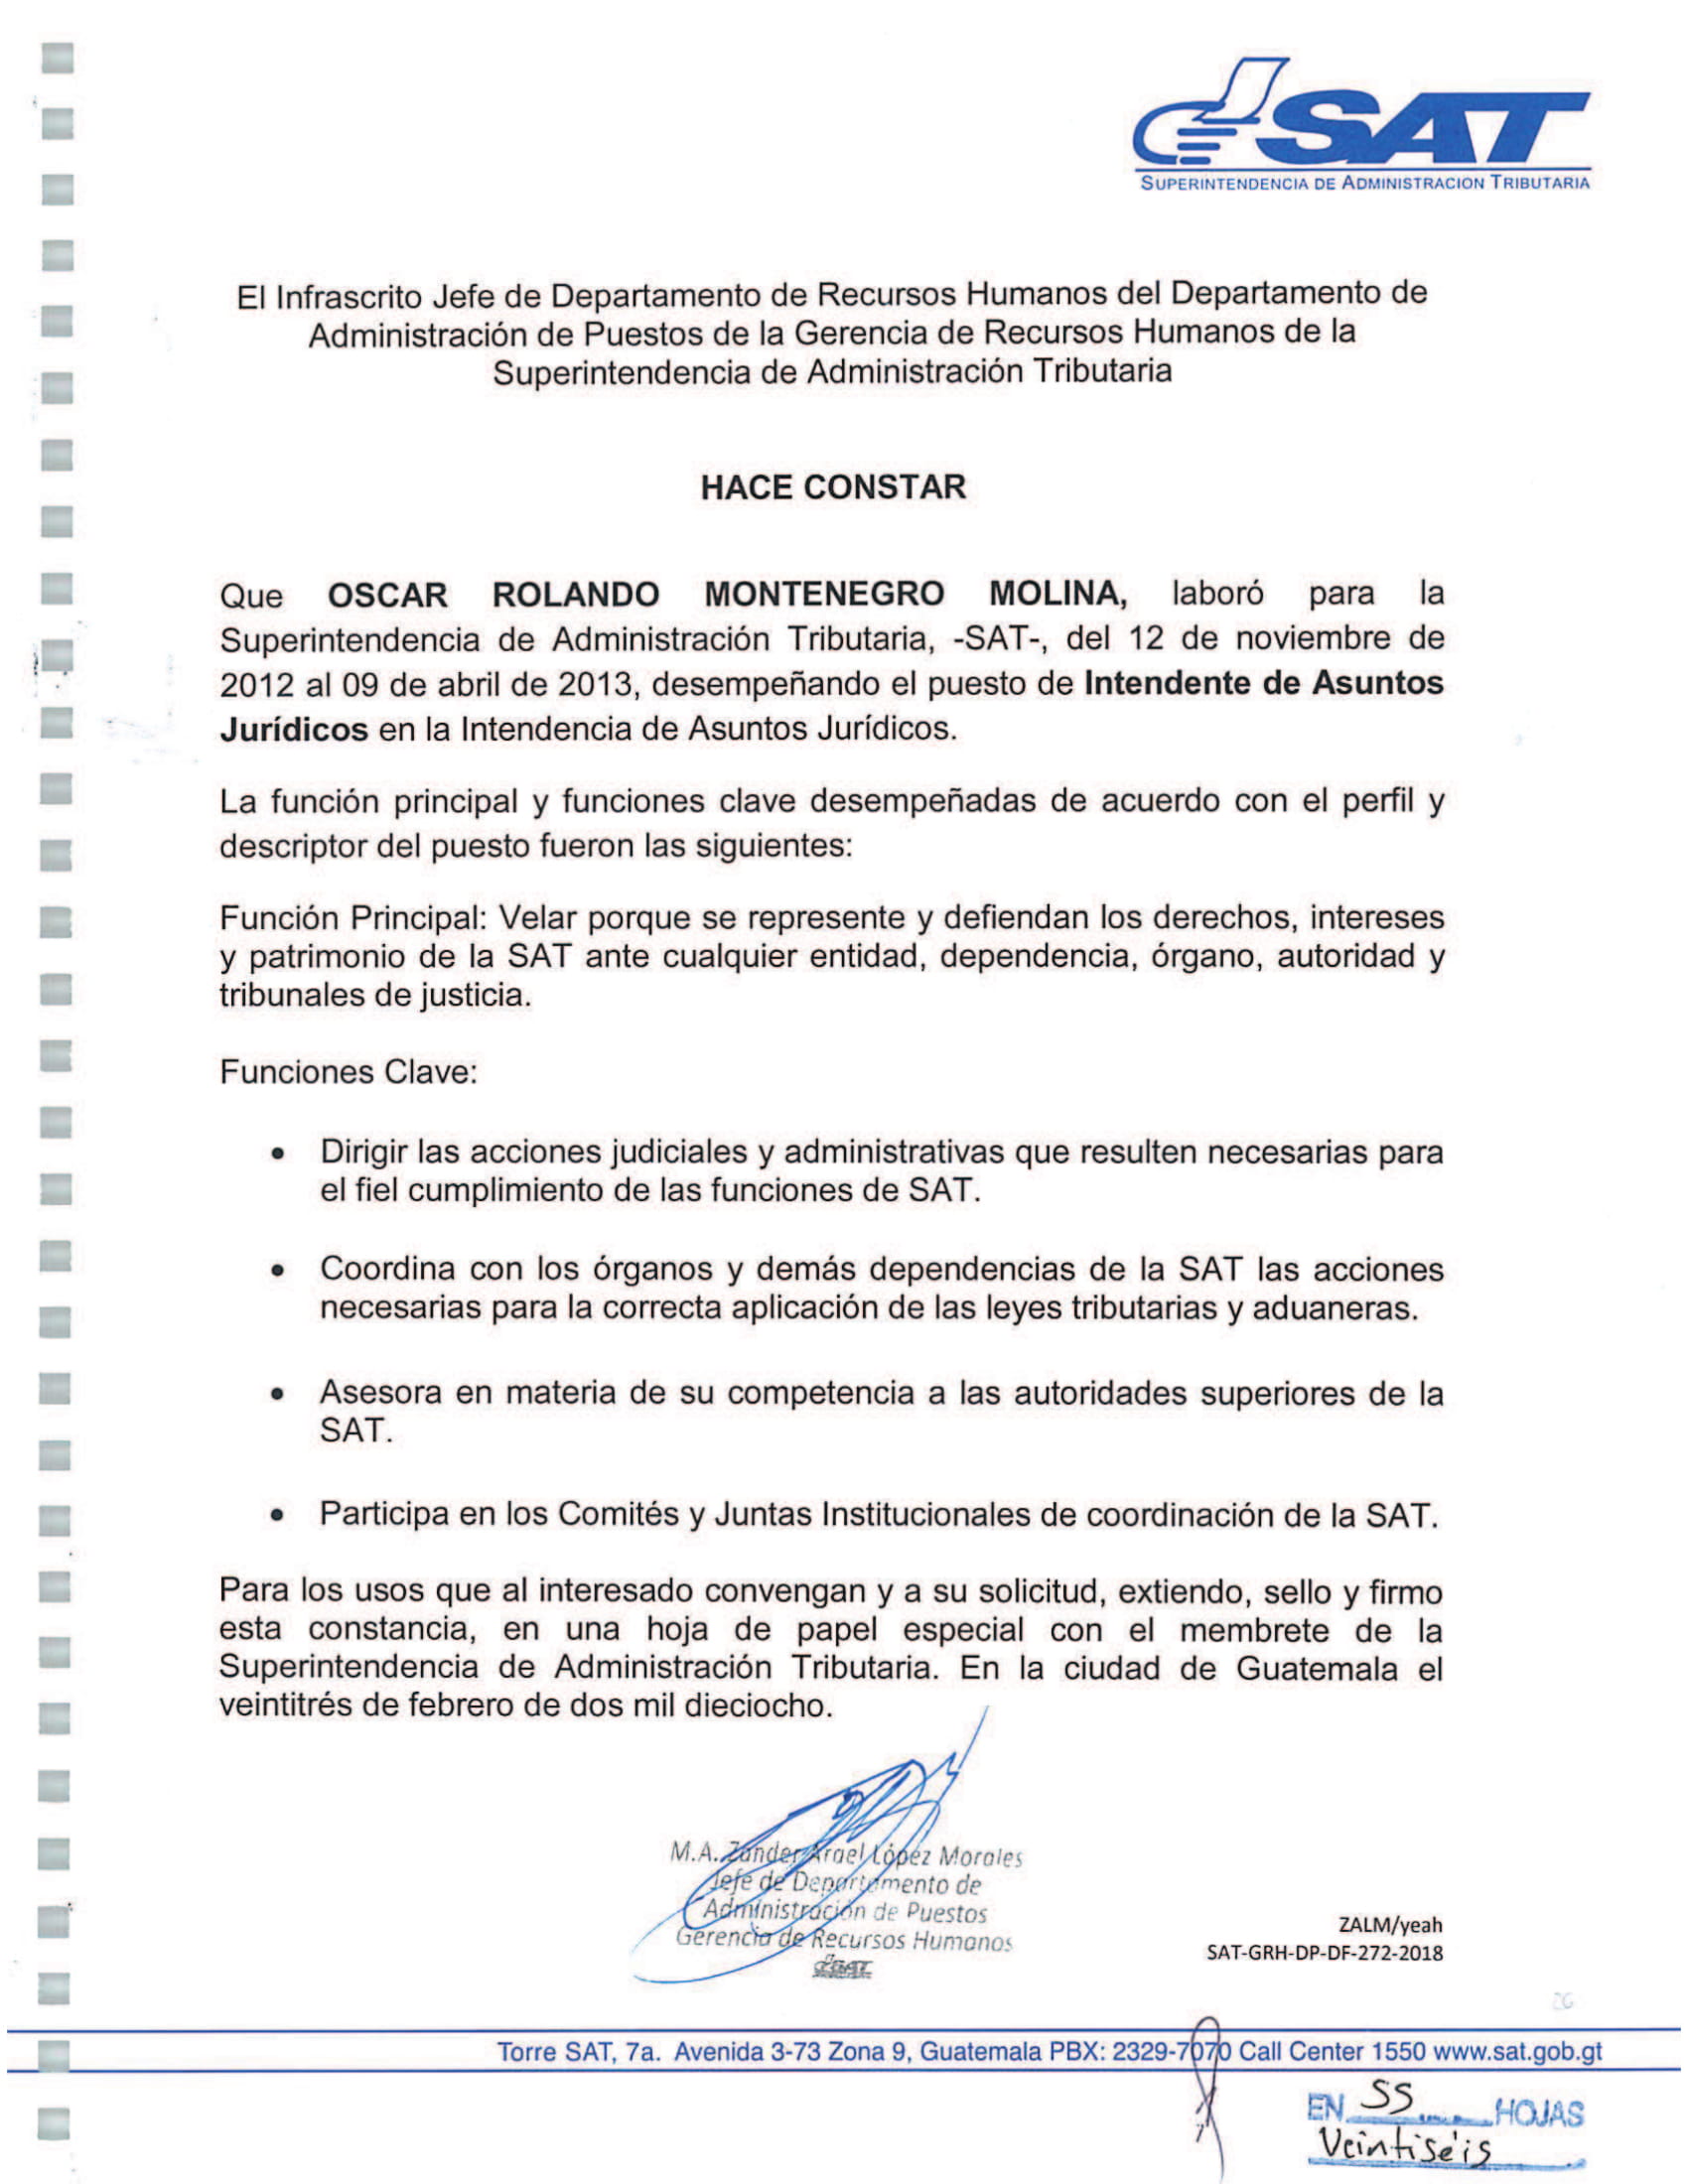 SAT
SUPERINTENDENCIA DE ADMINISTRACION TRIBUTARIA
El Infrascrito Jefe de Departamento de Recursos Humanos del Departamento de
Administración de Puestos de la Gerencia de Recursos Humanos de la
Superintendencia de Administración Tributaria
HACE CONSTAR
Que OSCAR ROLANDO MONTENEGRO MOLINA, laboró para la
Superintendencia de Administración Tributaria, -SAT-, del 12 de noviembre de
2012 al 09 de abril de 2013, desempeñando el puesto de Intendente de Asuntos
Jurídicos en la Intendencia de Asuntos Jurídicos.
La función principal y funciones clave desempeñadas de acuerdo con el perfil y
descriptor del puesto fueron las siguientes:
Función Principal: Velar porque se represente y defiendan los derechos, intereses
y patrimonio de la SAT ante cualquier entidad, dependencia, órgano, autoridad y
tribunales de justicia.
Funciones Clave:
• Dirigir las acciones judiciales y administrativas que resulten necesarias para
el fiel cumplimiento de las funciones de SAT.
• Coordina con los órganos y demás dependencias de la SAT las acciones
necesarias para la correcta aplicación de las leyes tributarias y aduaneras.
• Asesora en materia de su competencia a las autoridades superiores de la
SAT.
• Participa en los Comités y Juntas Institucionales de coordinación de la SAT.
Para los usos que al interesado convengan y a su solicitud, extiendo, sello y firmo
esta constancia, en una hoja de papel especial con el membrete de la
Superintendencia de Administración Tributaria. En la ciudad de Guatemala el
veintitrés de febrero de dos mil dieciocho.
M.A. Zander Arael López Morales
Jefe de Departamento de
Administración de Puestos
Gerencia de Recursos Humanos
SAT
ZALM/yeah
SAT-GRH-DP-DF-272-2018
26
Torre SAT, 7a. Avenida 3-73 Zona 9, Guatemala PBX: 2329-7070 Call Center 1550 www.sat.gob.gt
EN 55 HOJAS
Veintiséis